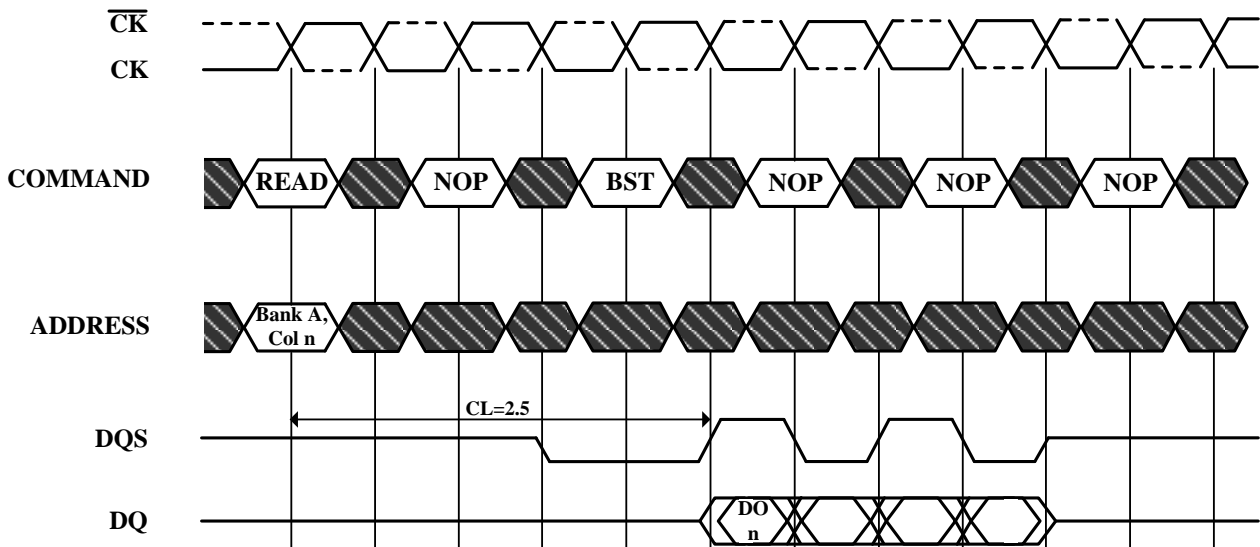 CK
CK
COMMAND
READ NOP BST NOP NOP NOP
ADDRESS
Bank A,
Col n
CL=2.5
DQS
DQ
DO
n